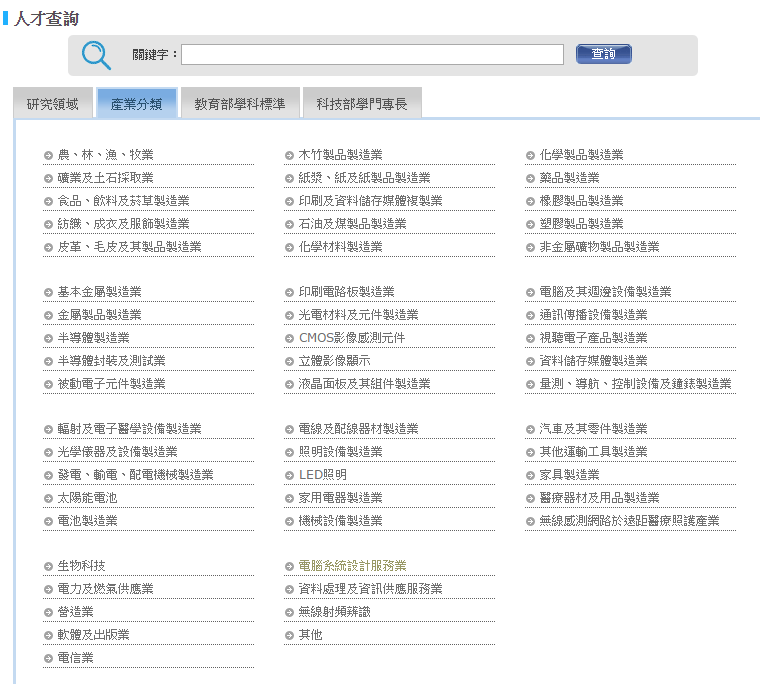 人才查詢
關鍵字：
查詢
研究領域
產業分類
教育部學科標準
科技部學門專長
農、林、漁、牧業
礦業及土石採取業
食品、飲料及菸草製造業
紡織、成衣及服飾製造業
皮革、毛皮及其製品製造業
木竹製品製造業
紙漿、紙及紙製品製造業
印刷及資料儲存媒體複製業
石油及煤製品製造業
化學材料製造業
化學製品製造業
藥品製造業
橡膠製品製造業
塑膠製品製造業
非金屬礦物製品製造業
基本金屬製造業
金屬製品製造業
半導體製造業
半導體封裝及測試業
被動電子元件製造業
印刷電路板製造業
光電材料及元件製造業
CMOS影像感測元件
立體影像顯示
液晶面板及其組件製造業
電腦及其週邊設備製造業
通訊傳播設備製造業
視聽電子產品製造業
資料儲存媒體製造業
量測、導航、控制設備及鐘錶製造業
輻射及電子醫學設備製造業
光學儀器及設備製造業
發電、輸電、配電機械製造業
太陽能電池
電池製造業
電線及配線器材製造業
照明設備製造業
LED照明
家用電器製造業
機械設備製造業
汽車及其零件製造業
其他運輸工具製造業
家具製造業
醫療器材及用品製造業
無線感測網路於遠距醫療照護產業
生物科技
電力及燃氣供應業
營造業
軟體及出版業
電信業
電腦系統設計服務業
資料處理及資訊供應服務業
無線射頻辨識
其他